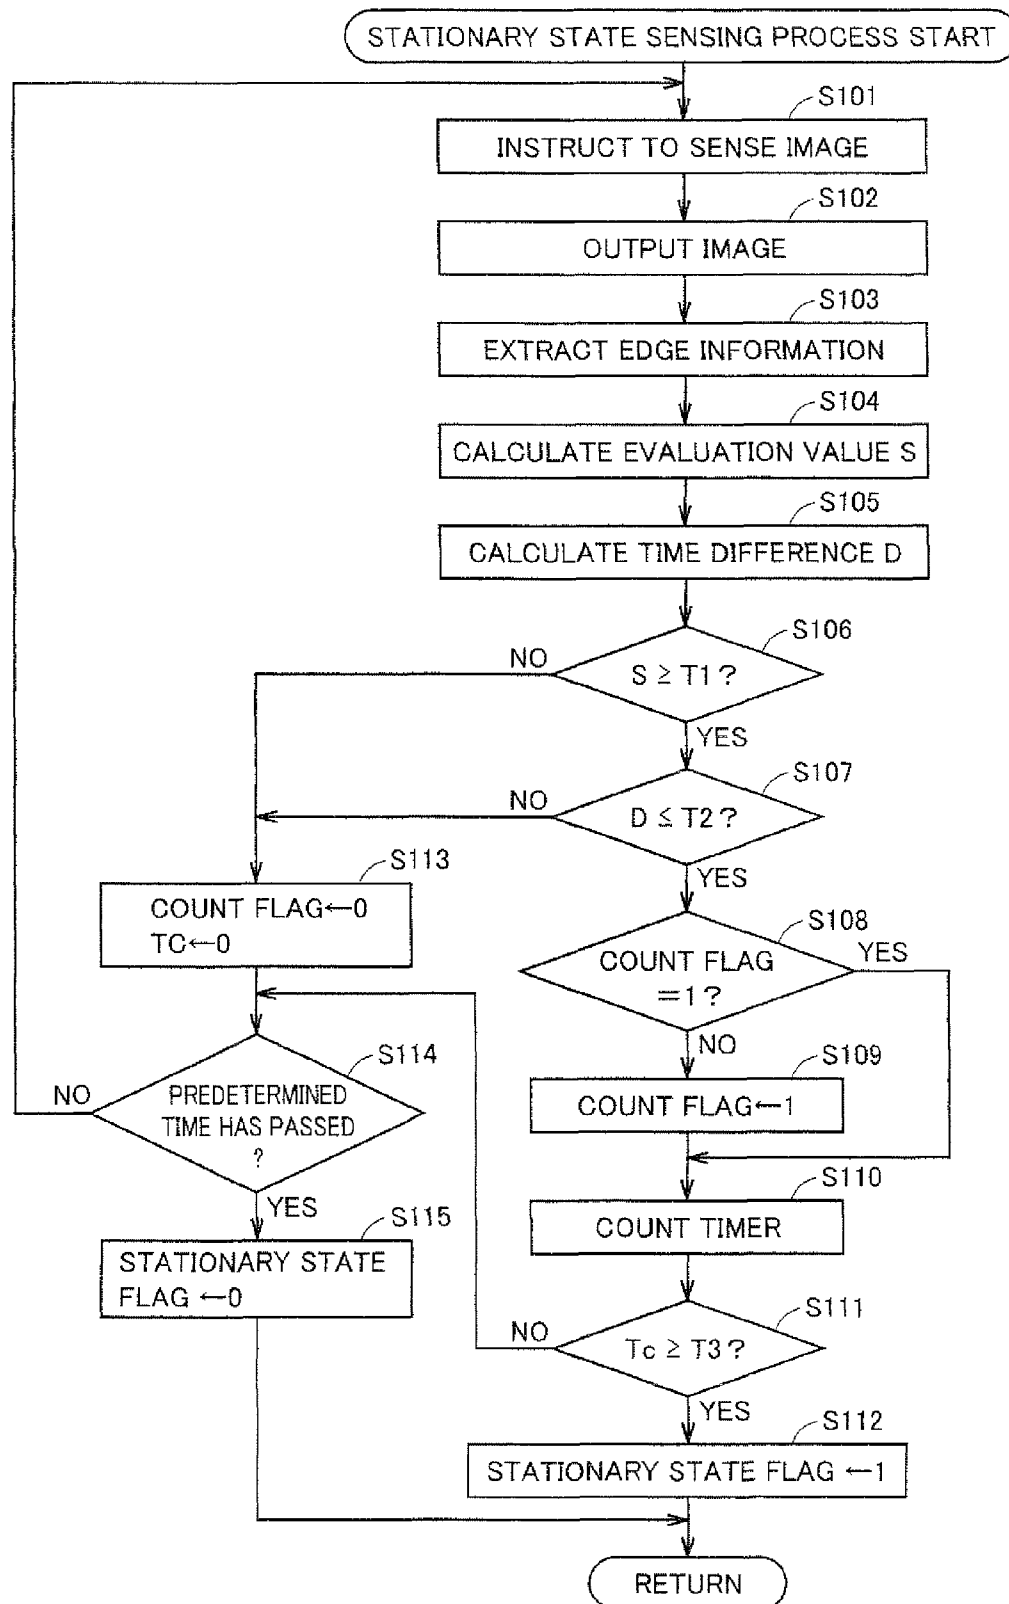 STATIONARY STATE SENSING PROCESS START
S101
INSTRUCT TO SENSE IMAGE
S102
OUTPUT IMAGE
S103
EXTRACT EDGE INFORMATION
S104
CALCULATE EVALUATION VALUE S
S105
CALCULATE TIME DIFFERENCE D
S106
NO
S ≥ T1?
YES
S107
NO
D ≤ T2?
YES
S113
COUNT FLAG←0
TC←0
S108
YES
COUNT FLAG
=1?
NO
S114
NO
PREDETERMINED
TIME HAS PASSED
?
YES
S109
COUNT FLAG←1
S110
COUNT TIMER
S115
STATIONARY STATE
FLAG ←0
S111
NO
Tc ≥ T3?
YES
S112
STATIONARY STATE FLAG ←1
RETURN